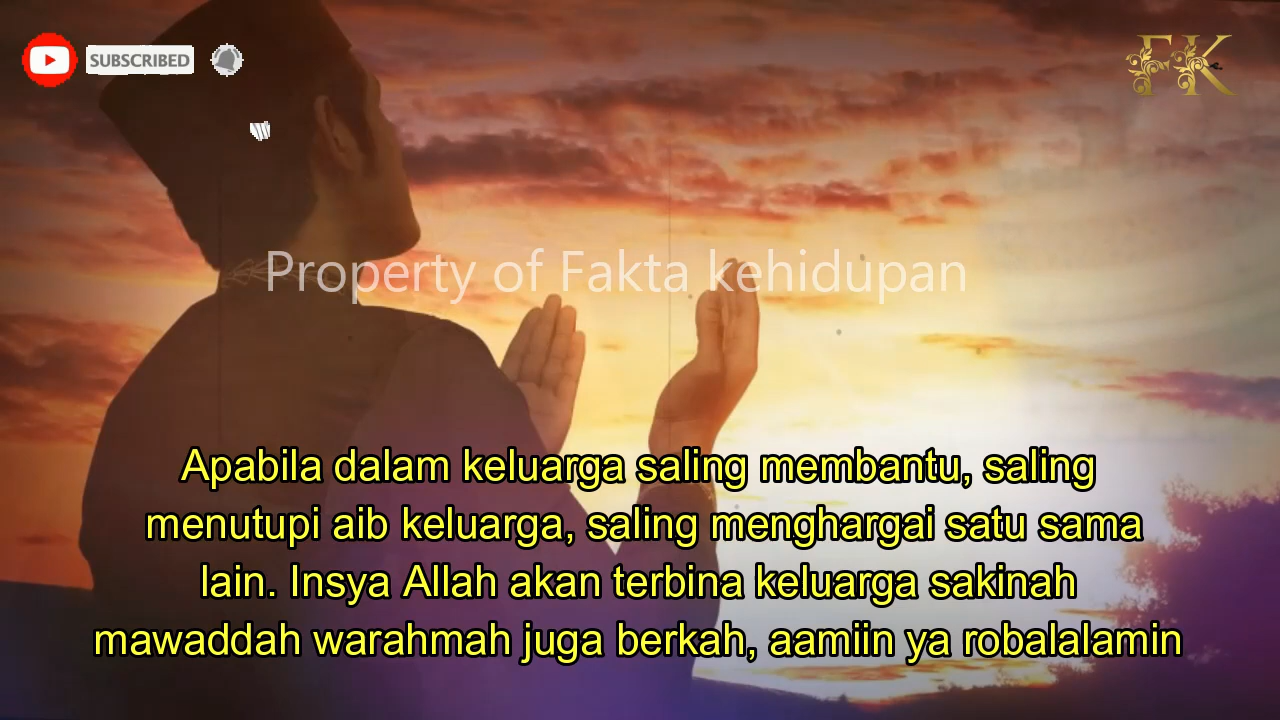 SUBSCRIBED
FK
Property of Fakta kehidupan
Apabila dalam keluarga saling membantu, saling
menutupi aib keluarga, saling menghargai satu sama
lain. Insya Allah akan terbina keluarga sakinah
mawaddah warahmah juga berkah, aamiin ya robalalamin